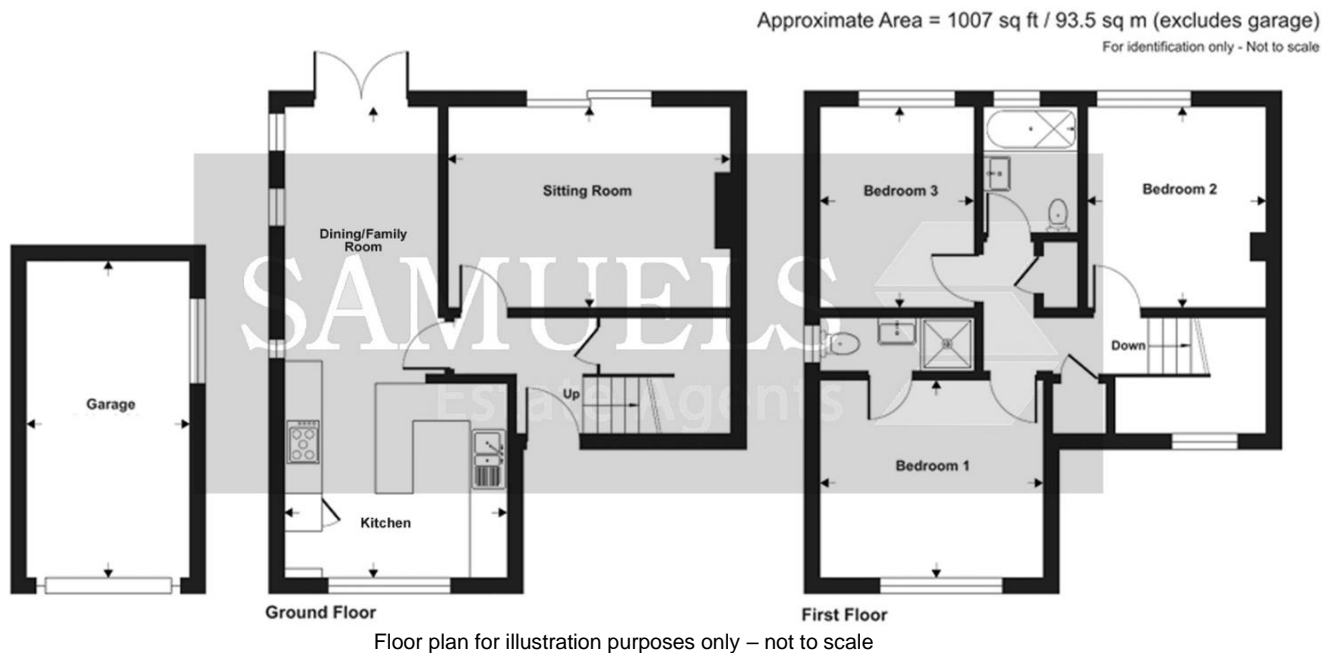 Approximate Area = 1007 sq ft / 93.5 sq m (excludes garage)
For identification only - Not to scale
Sitting Room
Bedroom 3
Bedroom 2
Dining/Family
Room
SAMUELS
Estate Agents
Garage
Up
Down
Kitchen
Bedroom 1
Ground Floor
First Floor
Floor plan for illustration purposes only – not to scale